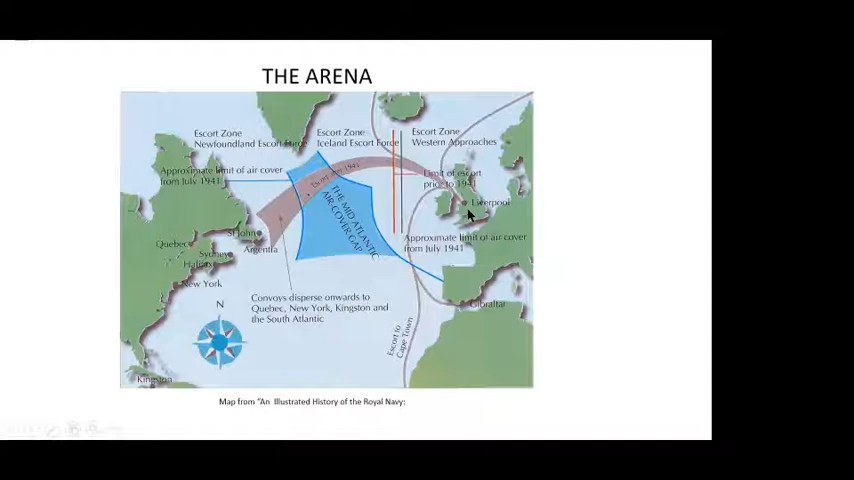 THE ARENA
Escort Zone
Newfoundland Escort Force
Escort Zone
Iceland Escort Force
Escort Zone
Western Approaches
Approximate limit of air cover
from July 1941
Limit of escort
prior to 1941
THE MID ATLANTIC
AIR-COVER GAP
Liverpool
Approximate limit of air cover
from July 1941
St John
Argentia
Quebec
Sydney
Halifax
New York
Gibraltar
N
Convoys disperse onwards to
Quebec, New York, Kingston and
the South Atlantic
Escort to
Cape Town
Kingston
Map from "An Illustrated History of the Royal Navy: